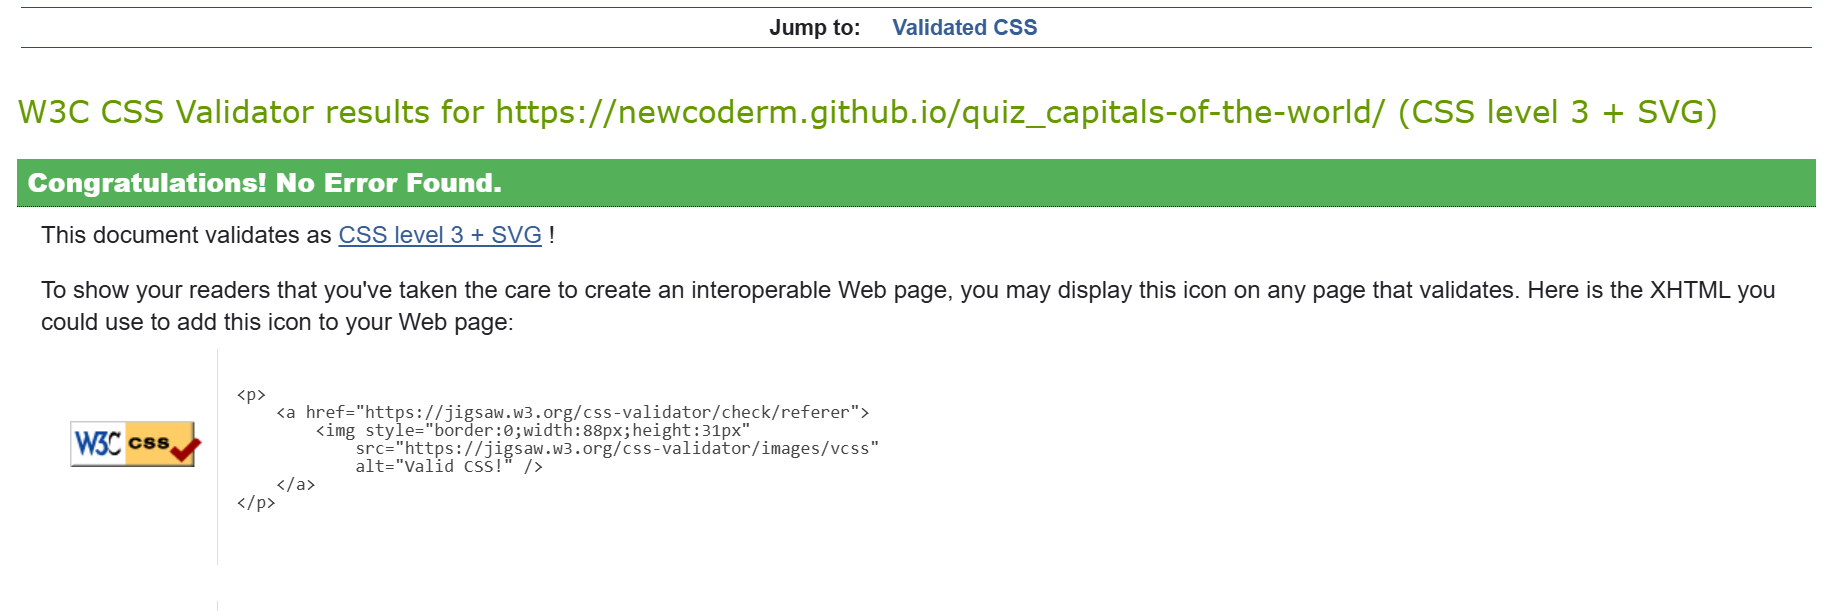 Jump to: Validated CSS
W3C CSS Validator results for https://newcoderm.github.io/quiz_capitals-of-the-world/ (CSS level 3 + SVG)
Congratulations! No Error Found.
This document validates as CSS level 3 + SVG !
To show your readers that you've taken the care to create an interoperable Web page, you may display this icon on any page that validates. Here is the XHTML you
could use to add this icon to your Web page:
W3C css
<p>
    <a href="https://jigsaw.w3.org/css-validator/check/referer">
        <img style="border:0;width:88px;height:31px"
            src="https://jigsaw.w3.org/css-validator/images/vcss"
            alt="Valid CSS!" />
    </a>
</p>